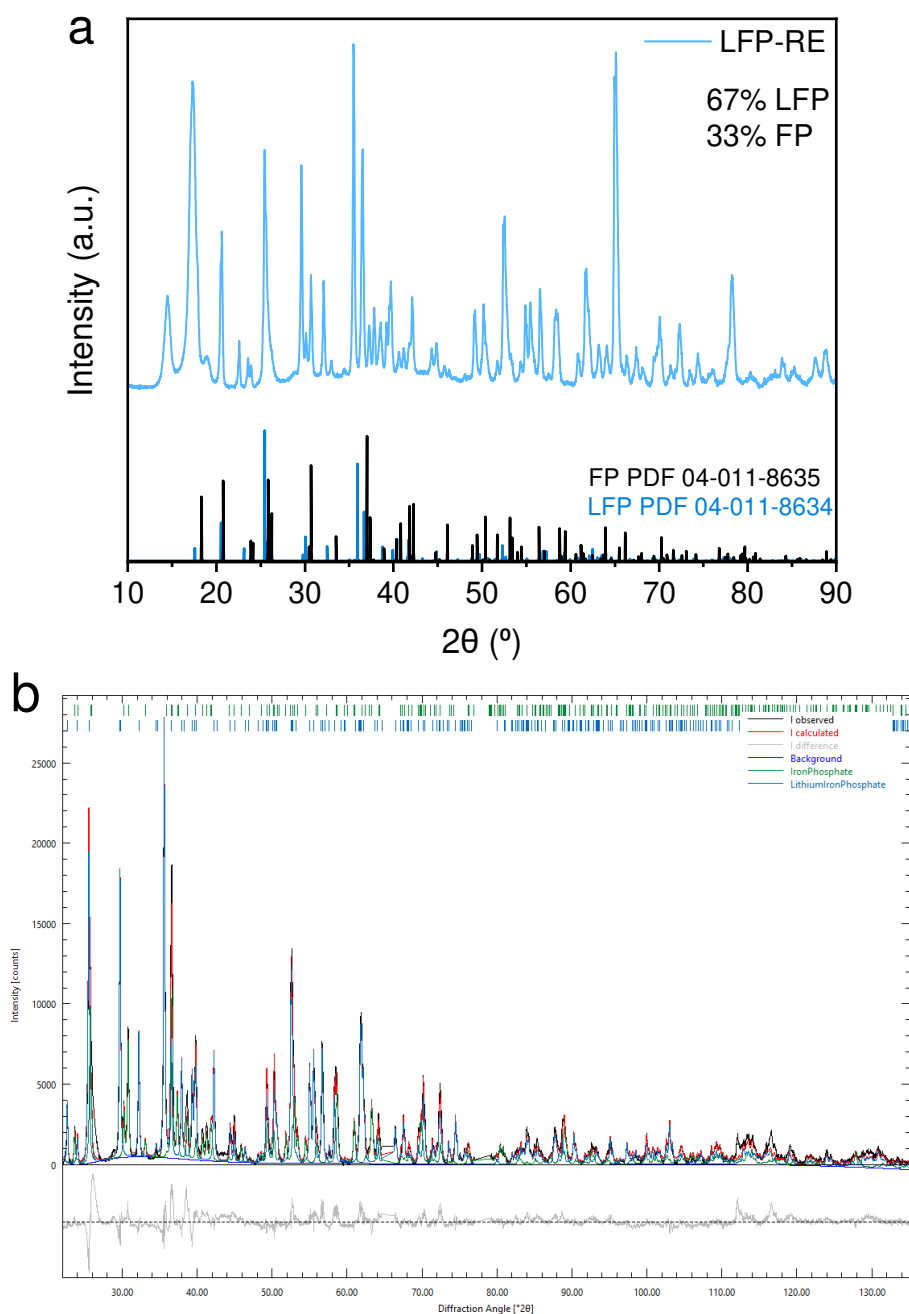 a
LFP-RE
67% LFP
33% FP
Intensity (a.u.)
FP PDF 04-011-8635
LFP PDF 04-011-8634
10 20 30 40 50 60 70 80 90
2θ (º)
b
I observed
I calculated
I difference
Background
IronPhosphate
LithiumIronPhosphate
25000
20000
15000
10000
5000
0
Intensity [counts]
30.00 40.00 50.00 60.00 70.00 80.00 90.00 100.00 110.00 120.00 130.00
Diffraction Angle [°2θ]